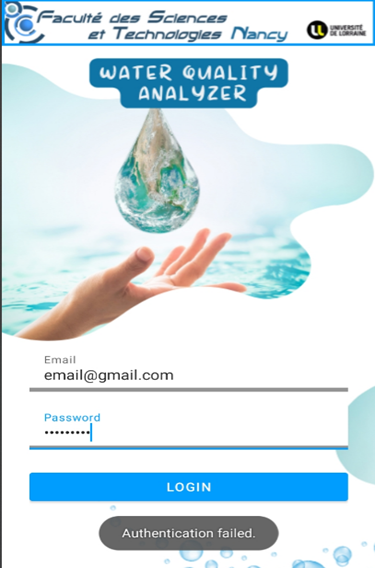 Faculté des Sciences
et Technologies Nancy
UNIVERSITÉ
DE LORRAINE
WATER QUALITY
ANALYZER
Email
email@gmail.com
Password
•••••••••
LOGIN
Authentication failed.